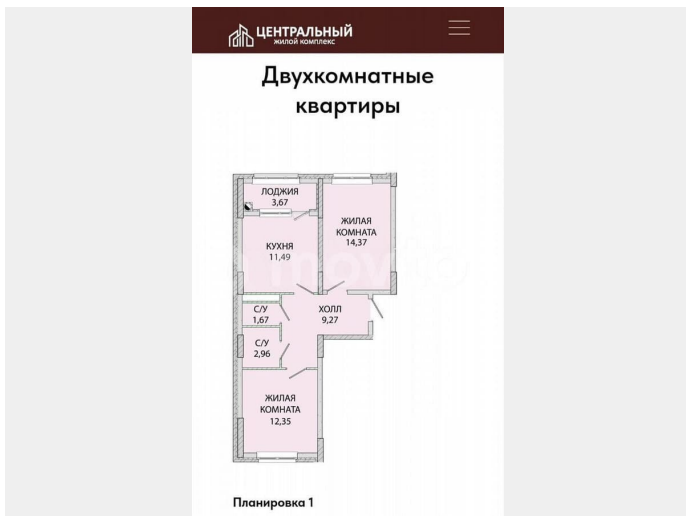 ЦЕНТРАЛЬНЫЙ
ЖИЛОЙ КОМПЛЕКС
Двухкомнатные
квартиры
ЛОДЖИЯ
3,67
ЖИЛАЯ
КОМНАТА
14,37
КУХНЯ
11,49
С/У
1,67
ХОЛЛ
9,27
С/У
2,96
ЖИЛАЯ
КОМНАТА
12,35
Планировка 1